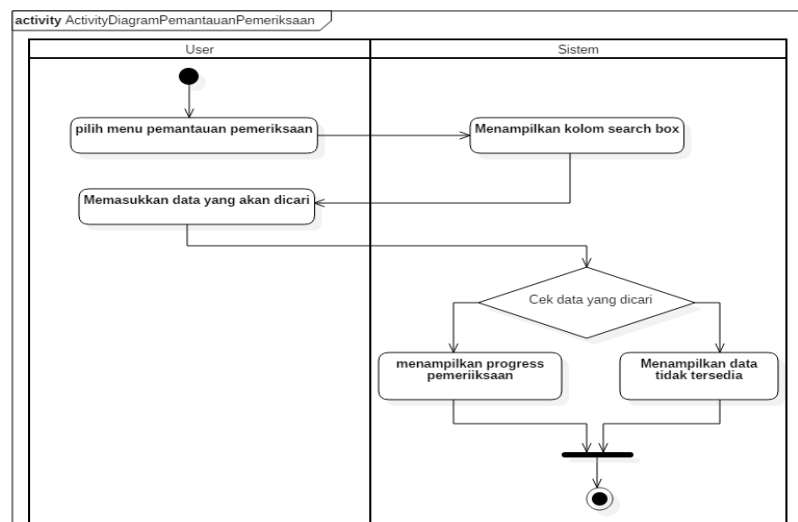 activity ActivityDiagramPemantauanPemeriksaan
User
Sistem
pilih menu pemantauan pemeriksaan
Menampilkan kolom search box
Memasukkan data yang akan dicari
Cek data yang dicari
menampilkan progress
pemeriiksaan
Menampilkan data
tidak tersedia